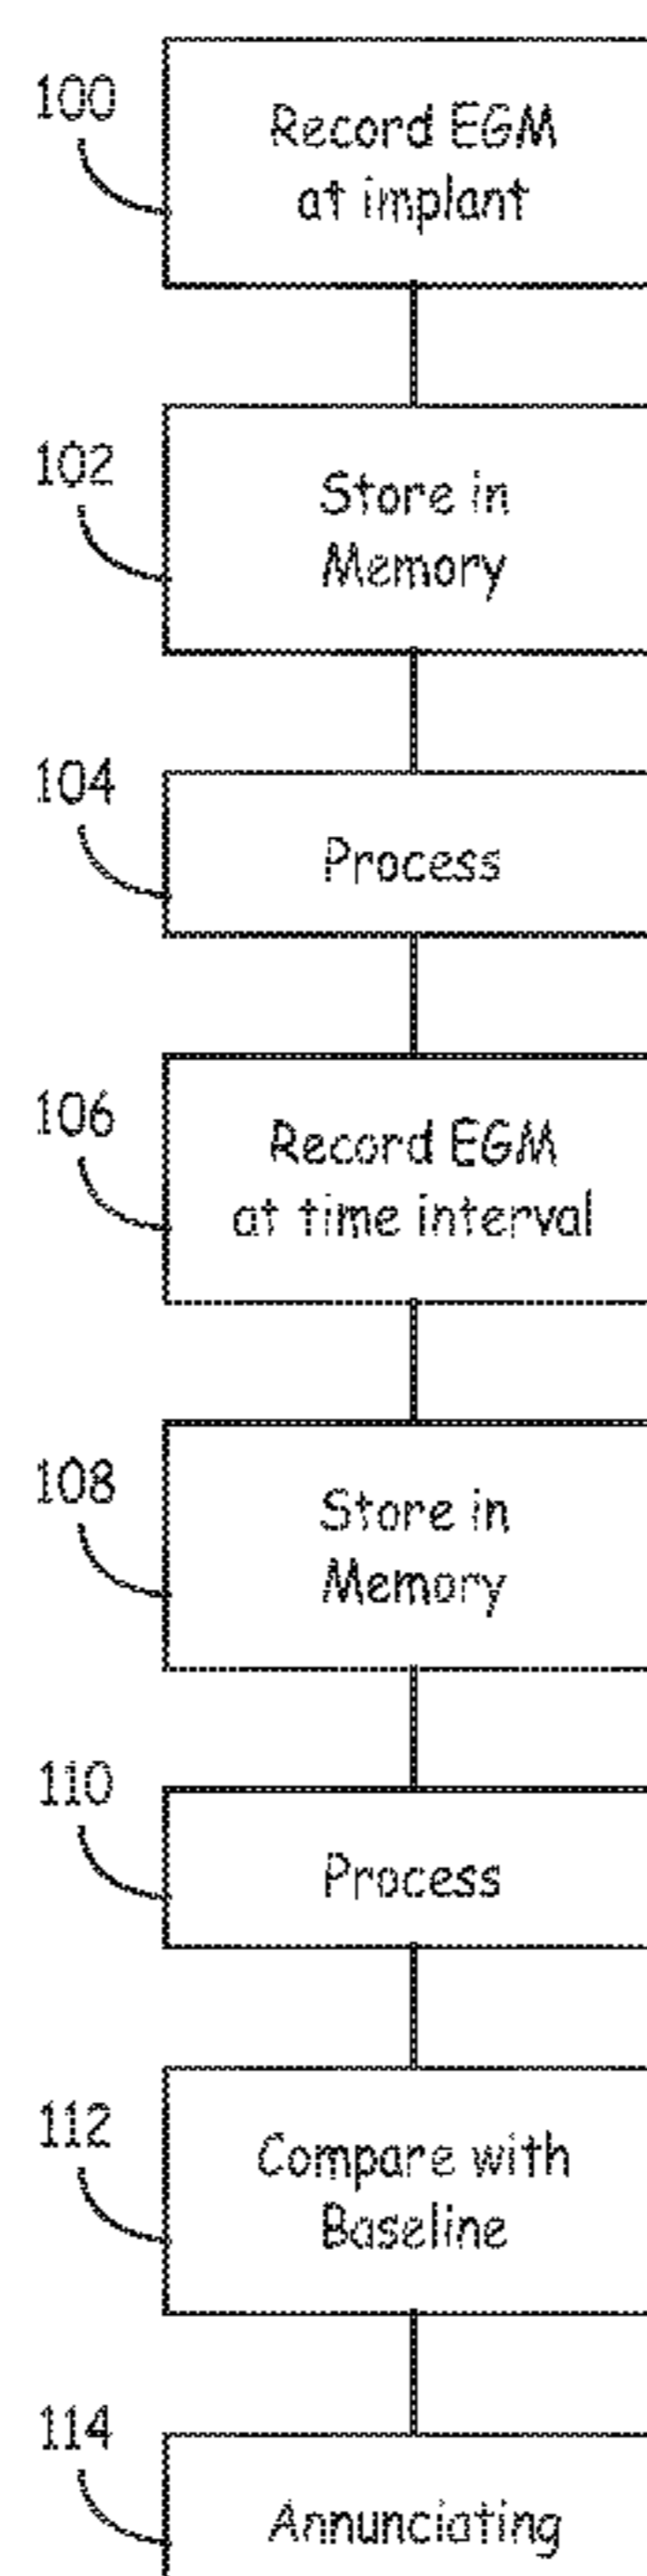 100
Record EGM
at implant
102
Store in
Memory
104
Process
106
Record EGM
at time interval
108
Store in
Memory
110
Process
112
Compare with
Baseline
114
Annunciating